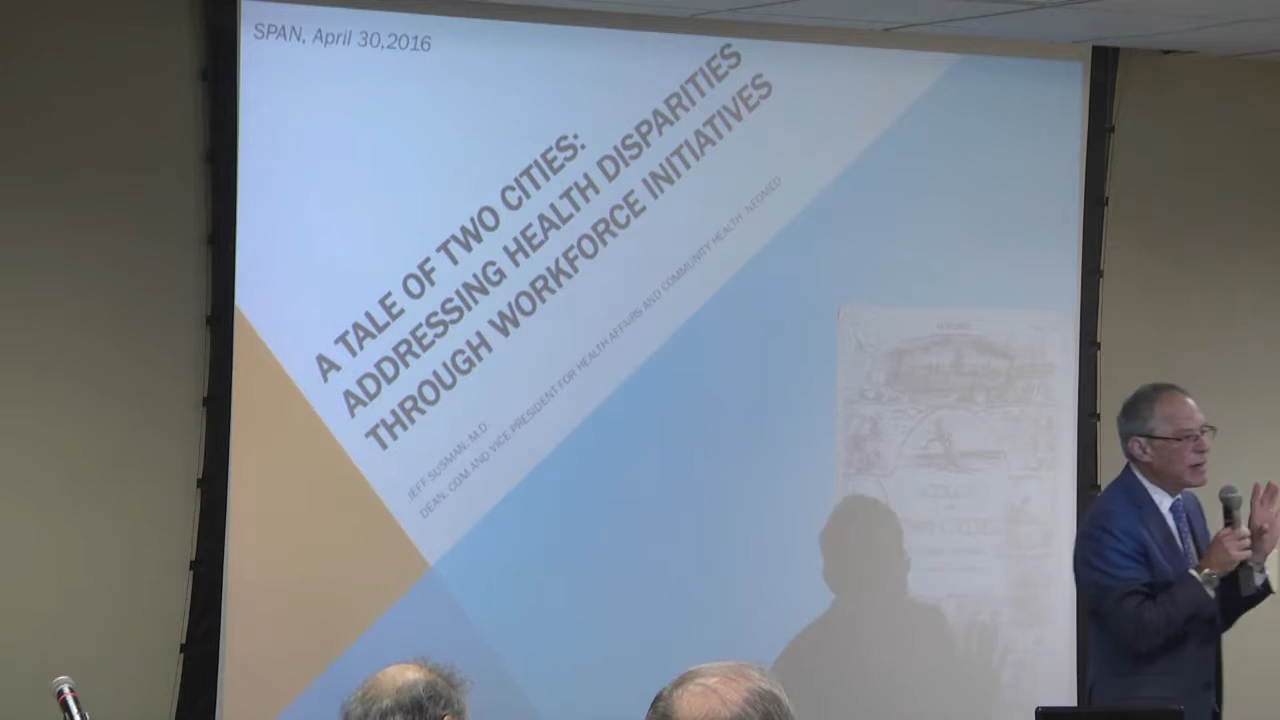 SPAN, April 30,2016
A TALE OF TWO CITIES:
ADDRESSING HEALTH DISPARITIES
THROUGH WORKFORCE INITIATIVES
JEFF SUSMAN, M.D.
DEAN, COM AND VICE PRESIDENT FOR HEALTH AFFAIRS AND COMMUNITY HEALTH, NEOMED